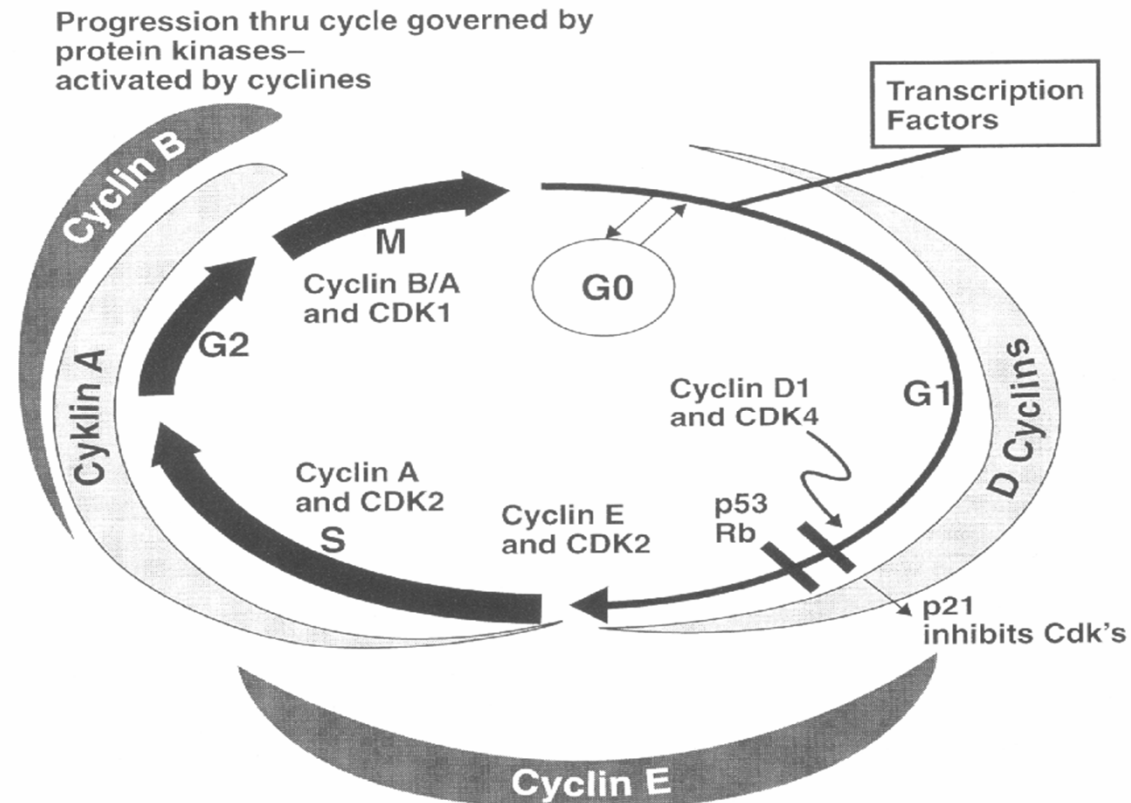 Progression thru cycle governed by
protein kinases–
activated by cyclines
Transcription
Factors
Cyclin B
Cyklin A
M
Cyclin B/A
and CDK1
G0
G2
G1
D Cyclins
Cyclin D1
and CDK4
Cyclin A
and CDK2
S
Cyclin E
and CDK2
p53
Rb
p21
inhibits Cdk's
Cyclin E